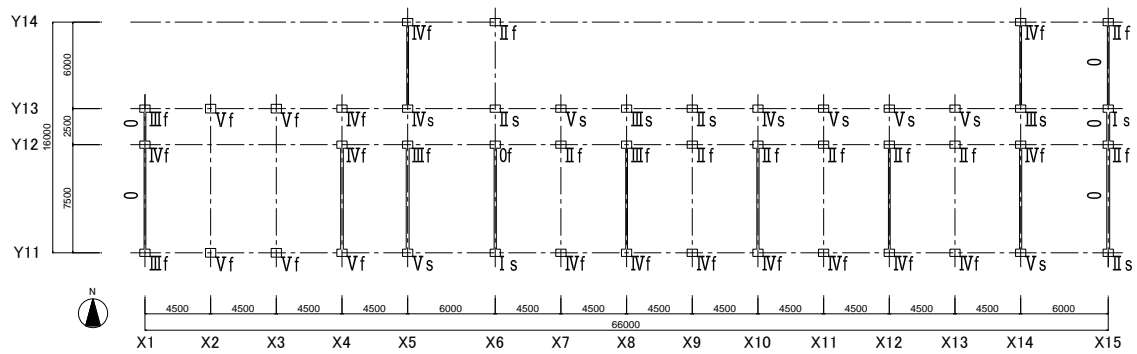 Y14
Ⅳf Ⅱf Ⅳf Ⅱf
6000
0
Y13
Ⅲf Ⅴf Ⅴf Ⅳf Ⅳs Ⅱs Ⅴs Ⅲs Ⅱs Ⅳs Ⅴs Ⅴs Ⅴs Ⅲs Ⅰs
16000
2500
0
0
Y12
Ⅳf Ⅳf Ⅲf 0f Ⅱf Ⅲf Ⅱf Ⅱf Ⅱf Ⅱf Ⅱf Ⅳf Ⅱf
7500
0
0
Y11
Ⅲf Ⅴf Ⅴf Ⅴf Ⅴs Ⅰs Ⅳf Ⅳf Ⅳf Ⅳf Ⅳf Ⅳf Ⅳf Ⅴs Ⅱs
N
4500 4500 4500 4500 6000 4500 4500 4500 4500 4500 4500 4500 4500 6000
66000
X1 X2 X3 X4 X5 X6 X7 X8 X9 X10 X11 X12 X13 X14 X15